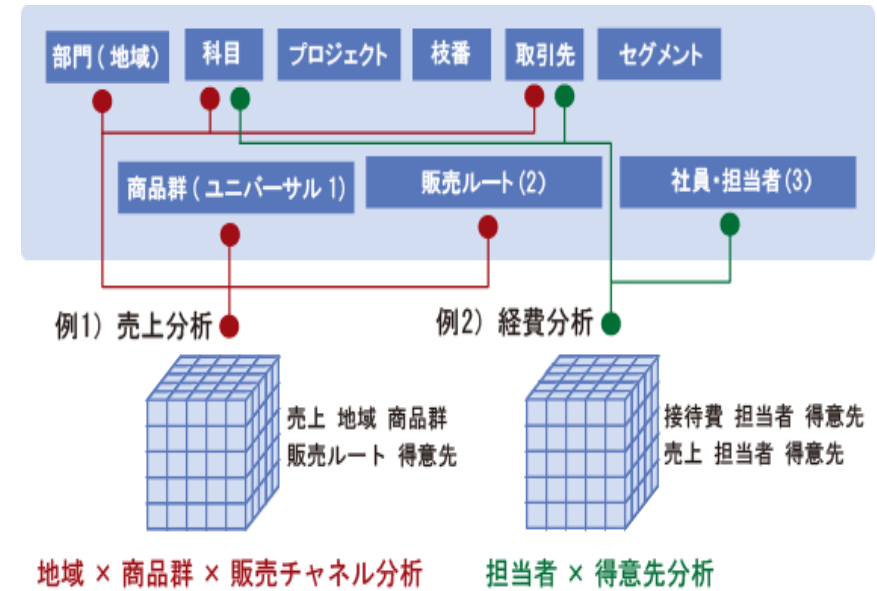 部門(地域) 科目 プロジェクト 枝番 取引先 セグメント
商品群(ユニバーサル1) 販売ルート(2) 社員・担当者(3)
例1) 売上分析
例2) 経費分析
売上 地域 商品群
販売ルート 得意先
接待費 担当者 得意先
売上 担当者 得意先
地域 × 商品群 × 販売チャネル分析
担当者 × 得意先分析